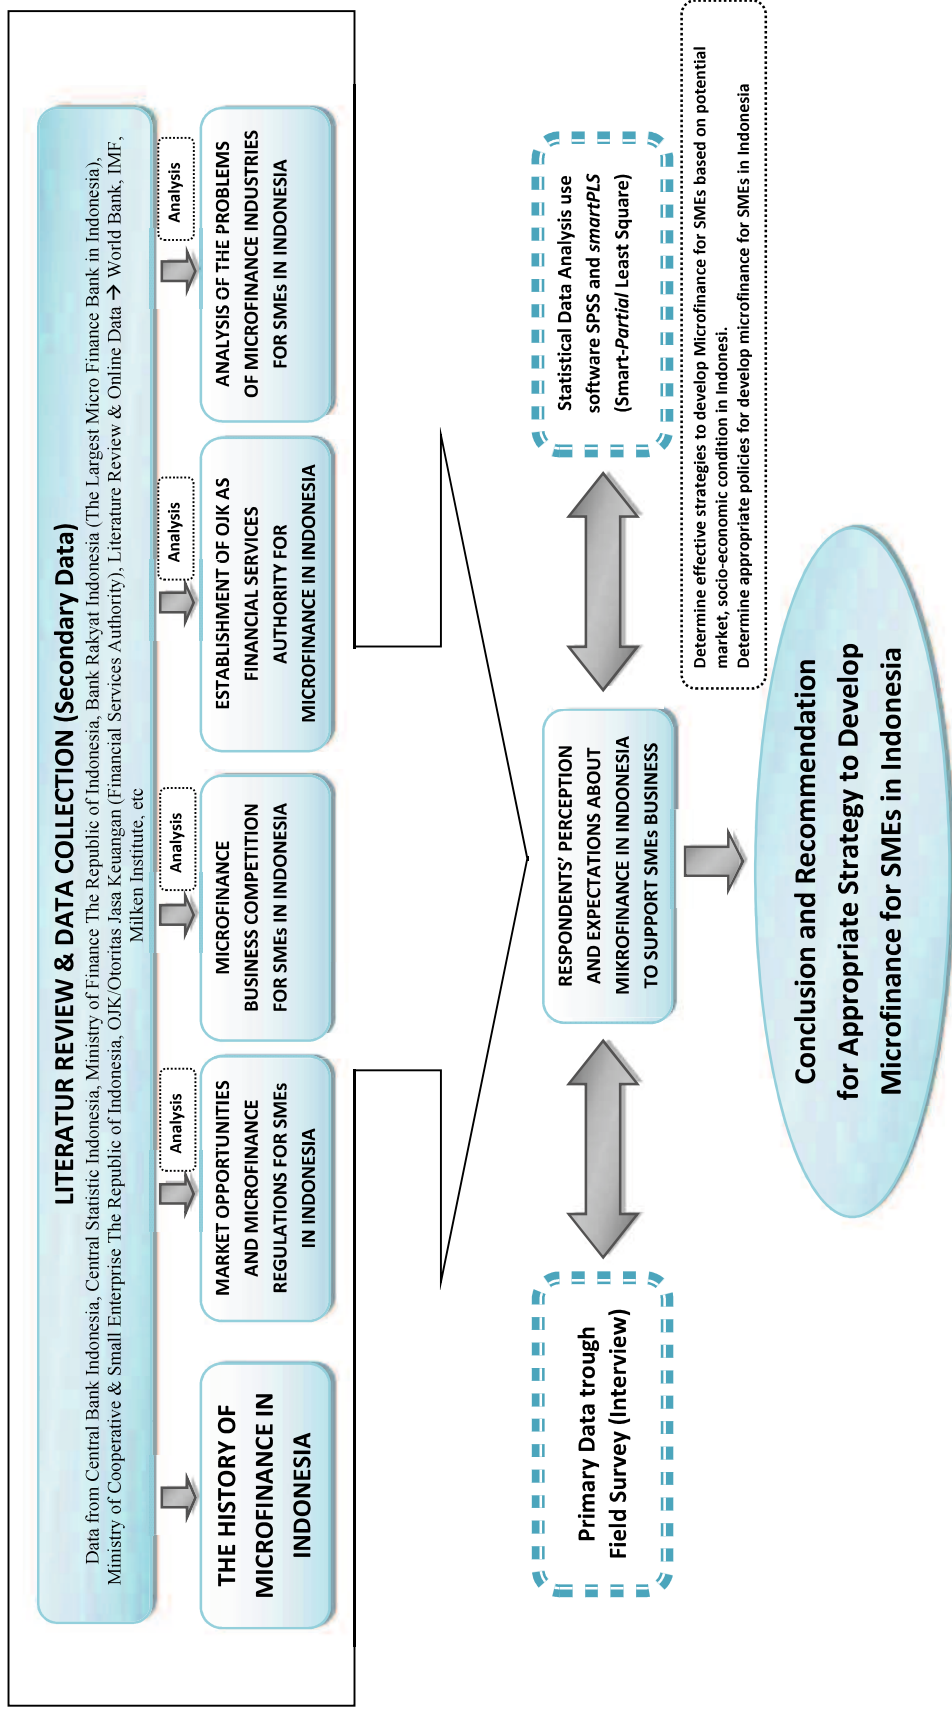 LITERATUR REVIEW & DATA COLLECTION (Secondary Data)
Data from Central Bank Indonesia, Central Statistic Indonesia, Ministry of Finance The Republic of Indonesia, Bank Rakyat Indonesia (The Largest Micro Finance Bank in Indonesia),
Ministry of Cooperative & Small Enterprise The Republic of Indonesia, OJK/Otoritas Jasa Keuangan (Financial Services Authority), Literature Review & Online Data → World Bank, IMF,
Milken Institute, etc
Analysis
Analysis
Analysis
Analysis
THE HISTORY OF
MICROFINANCE IN
INDONESIA
MARKET OPPORTUNITIES
AND MICROFINANCE
REGULATIONS FOR SMEs
IN INDONESIA
MICROFINANCE
BUSINESS COMPETITION
FOR SMEs IN INDONESIA
ESTABLISHMENT OF OJK AS
FINANCIAL SERVICES
AUTHORITY FOR
MICROFINANCE IN INDONESIA
ANALYSIS OF THE PROBLEMS
OF MICROFINANCE INDUSTRIES
FOR SMEs IN INDONESIA
Primary Data trough
Field Survey (Interview)
RESPONDENTS' PERCEPTION
AND EXPECTATIONS ABOUT
MIKROFINANCE IN INDONESIA
TO SUPPORT SMEs BUSINESS
Statistical Data Analysis use
software SPSS and smartPLS
(Smart-Partial Least Square)
Determine effective strategies to develop Microfinance for SMEs based on potential
market, socio-economic condition in Indonesi.
Determine appropriate policies for develop microfinance for SMEs in Indonesia
Conclusion and Recommendation
for Appropriate Strategy to Develop
Microfinance for SMEs in Indonesia